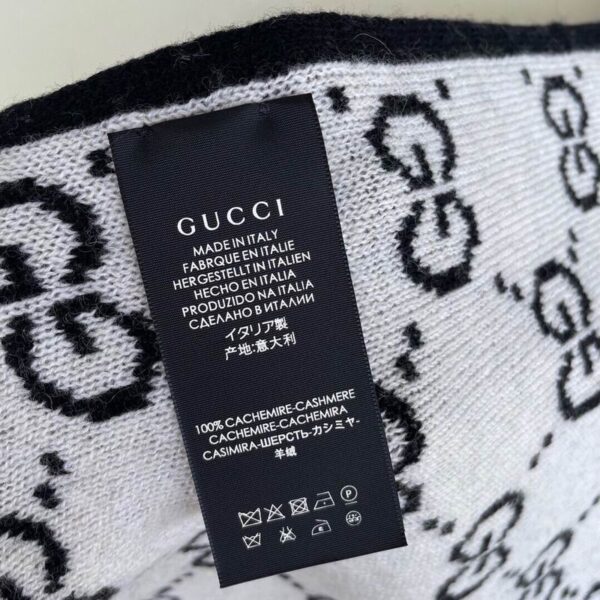 GUCCI
MADE IN ITALY
FABRIQUE EN ITALIE
HERGESTELLT IN ITALIEN
HECHO EN ITALIA
PRODUZIDO NA ITALIA
СДЕЛАНО В ИТАЛИИ
イタリア製
产地:意大利
100% CACHEMIRE-CASHMERE
CACHEMIRE-CACHEMIRA
CASIMIRA-ШЕРСТЬ-カシミヤ-
羊绒
P